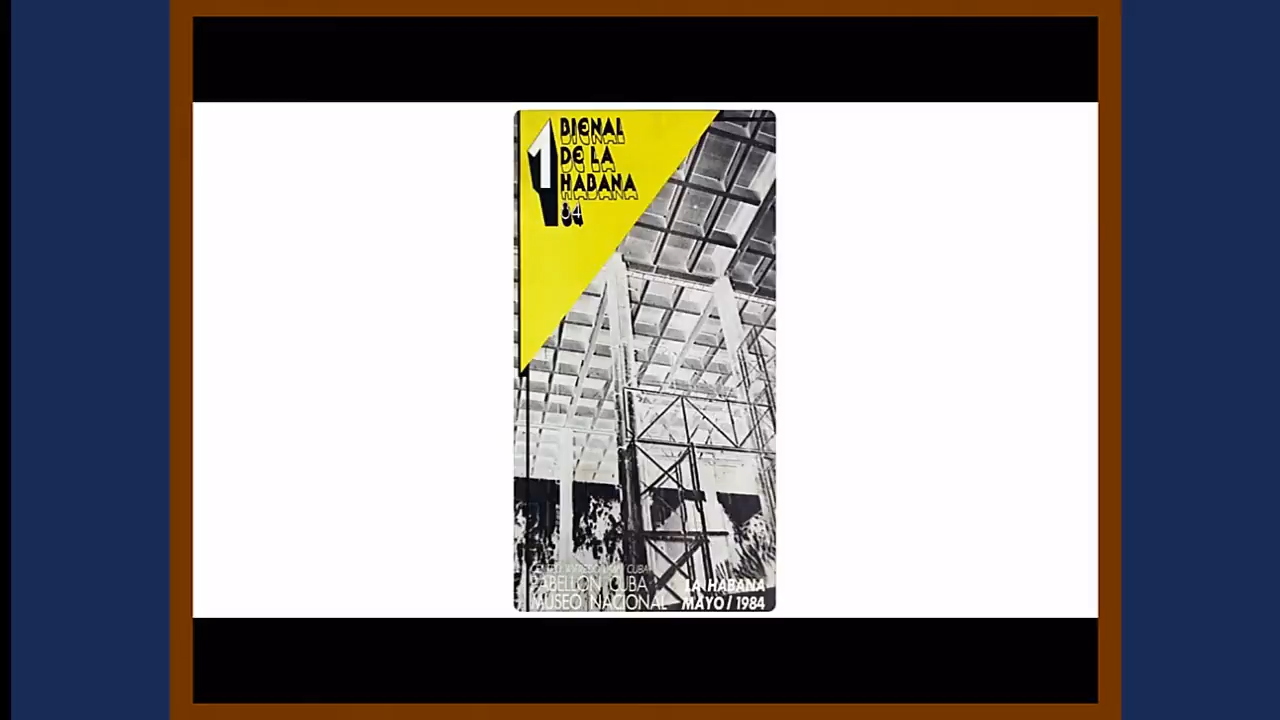 1
BIENAL
DE LA
HABANA
84
PABELLON CUBA
MUSEO NACIONAL
LA HABANA
MAYO / 1984